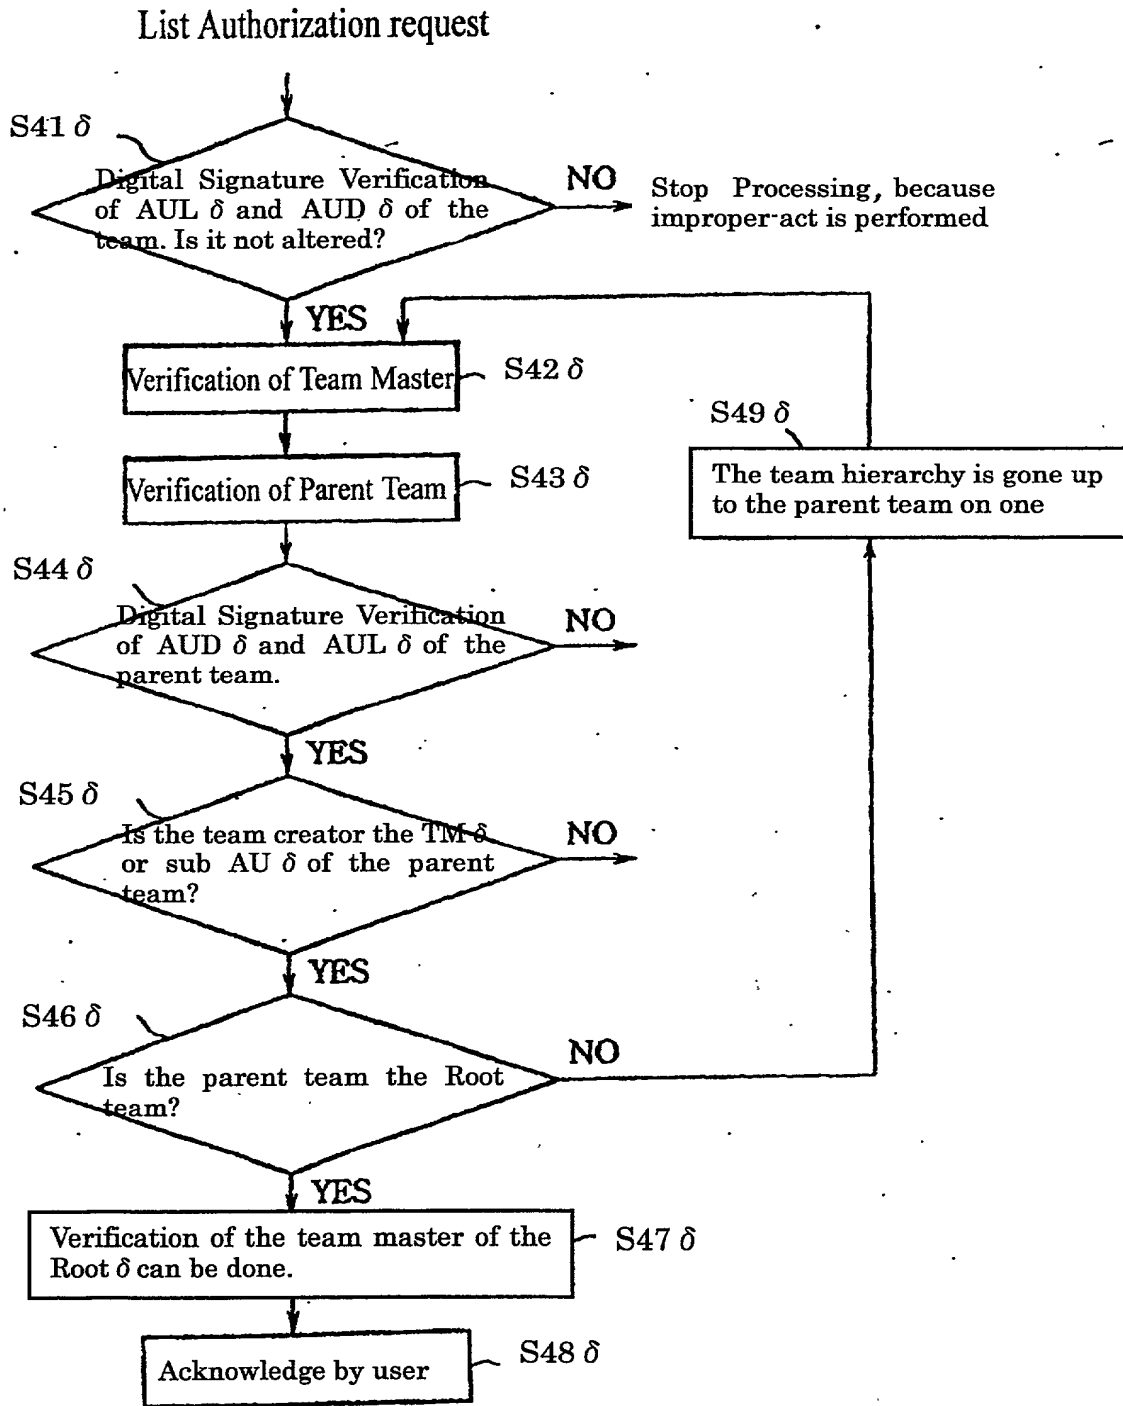 List Authorization request
S41 δ
Digital Signature Verification
of AUL δ and AUD δ of the
team. Is it not altered?
NO
Stop Processing, because
improper-act is performed
YES
Verification of Team Master
S42 δ
S49 δ
The team hierarchy is gone up
to the parent team on one
Verification of Parent Team
S43 δ
S44 δ
Digital Signature Verification
of AUD δ and AUL δ of the
parent team.
NO
YES
S45 δ
Is the team creator the TM δ
or sub AU δ of the parent
team?
NO
YES
S46 δ
Is the parent team the Root
team?
NO
YES
Verification of the team master of the
Root δ can be done.
S47 δ
Acknowledge by user
S48 δ